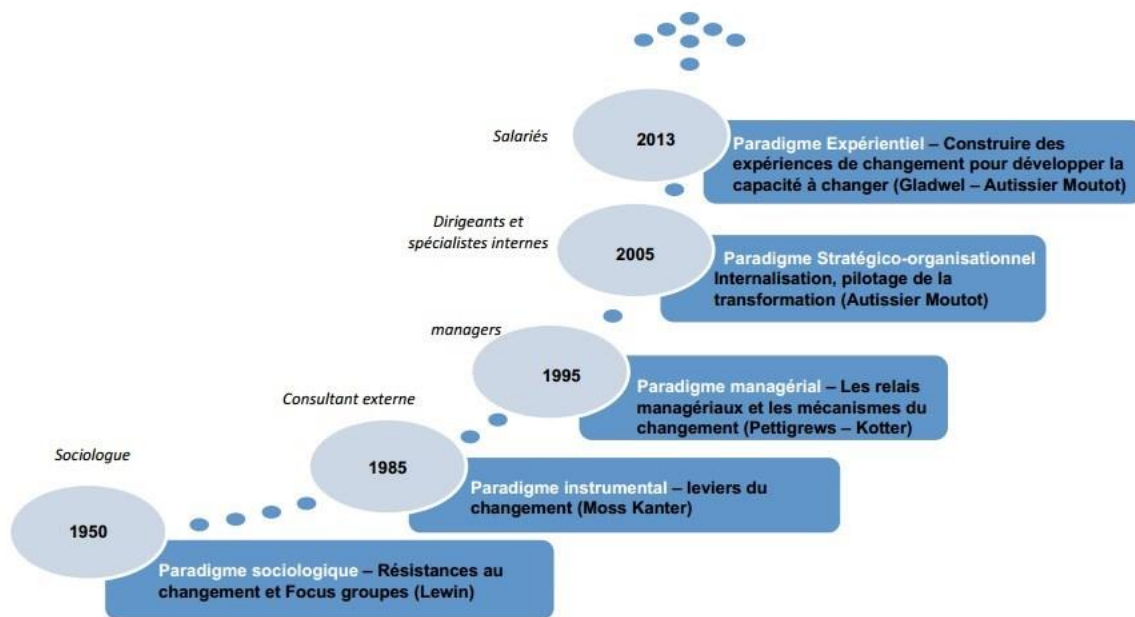 Salariés
2013
Paradigme Expérientiel – Construire des
expériences de changement pour développer la
capacité à changer (Gladwel – Autissier Moutot)
Dirigeants et
spécialistes internes
2005
Paradigme Stratégico-organisationnel
Internalisation, pilotage de la
transformation (Autissier Moutot)
managers
1995
Paradigme managérial – Les relais
managériaux et les mécanismes du
changement (Pettigrews – Kotter)
Consultant externe
1985
Paradigme instrumental – leviers du
changement (Moss Kanter)
Sociologue
1950
Paradigme sociologique – Résistances au
changement et Focus groupes (Lewin)